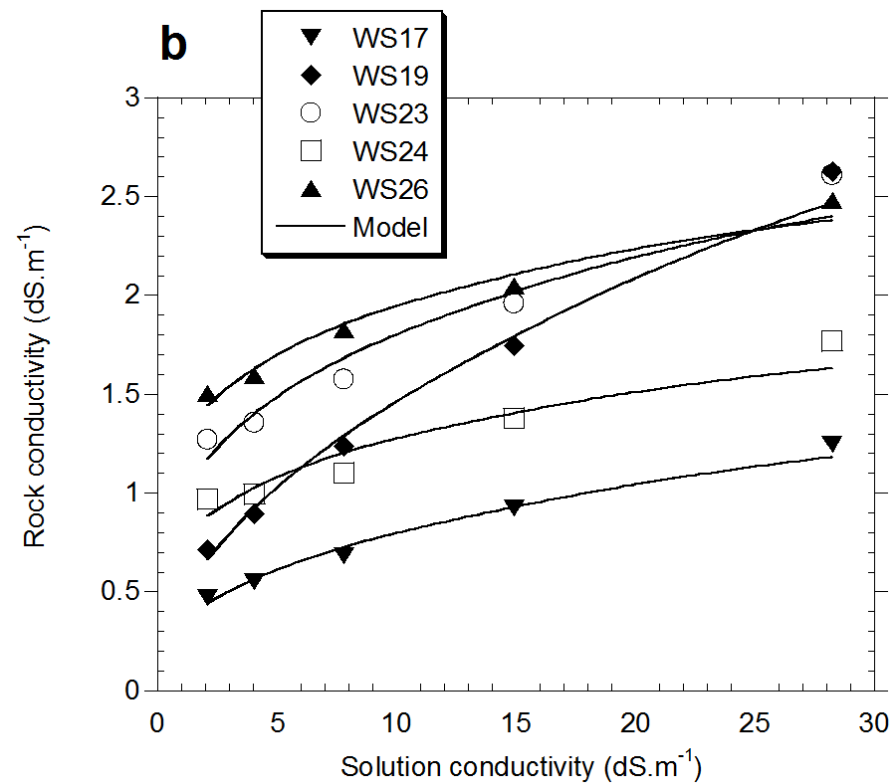 b
WS17
WS19
WS23
WS24
WS26
Model
3
2.5
2
1.5
1
0.5
0
0 5 10 15 20 25 30
Rock conductivity (dS.m⁻¹)
Solution conductivity (dS.m⁻¹)